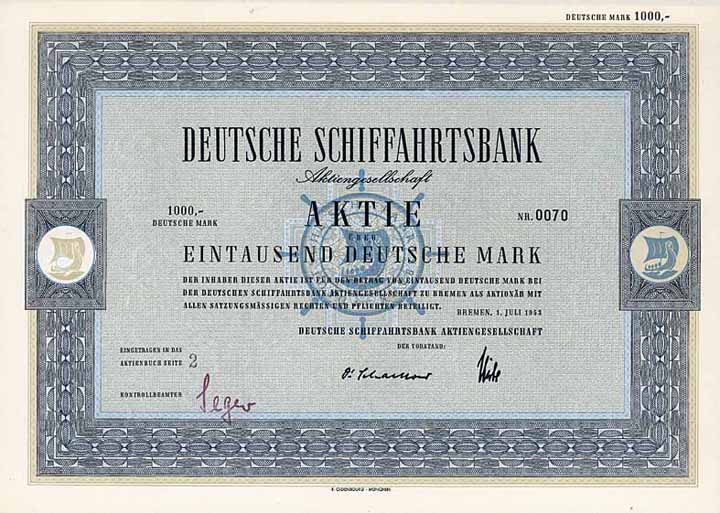 DEUTSCHE MARK 1000,-
DEUTSCHE SCHIFFAHRTSBANK
Aktiengesellschaft
1000,-
DEUTSCHE MARK
AKTIE
NR. 0070
ÜBER
EINTAUSEND DEUTSCHE MARK
DER INHABER DIESER AKTIE IST FÜR DEN BETRAG VON EINTAUSEND DEUTSCHE MARK BEI
DER DEUTSCHEN SCHIFFAHRTSBANK AKTIENGESELLSCHAFT ZU BREMEN ALS AKTIONÄR MIT
ALLEN SATZUNGSMÄSSIGEN RECHTEN UND PFLICHTEN BETEILIGT.
BREMEN, 1. JULI 1953
DEUTSCHE SCHIFFAHRTSBANK AKTIENGESELLSCHAFT
DER VORSTAND:
EINGETRAGEN IN DAS
AKTIENBUCH SEITE 2
KONTROLLBEAMTER
R. OLDENBOURG · MÜNCHEN